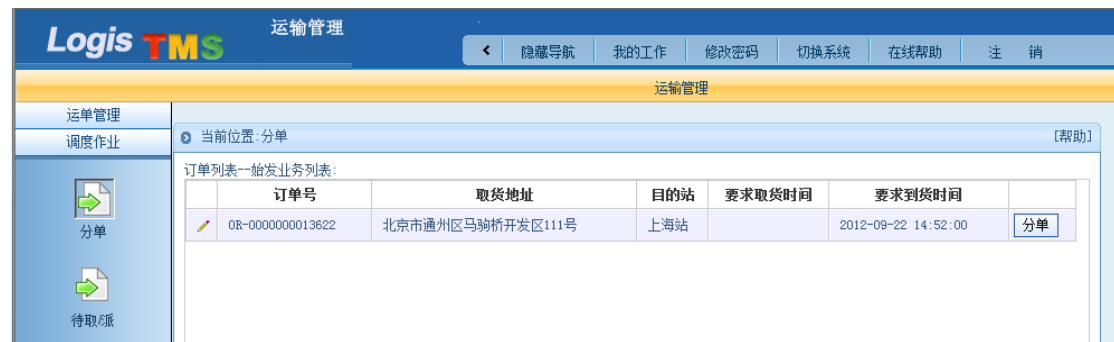 Logis TMS
运输管理
隐藏导航 我的工作 修改密码 切换系统 在线帮助 注 销
运输管理
运单管理
调度作业
分单
待取/派
当前位置:分单 [帮助]
订单列表--始发业务列表:
订单号 取货地址 目的站 要求取货时间 要求到货时间
OR-0000000013622 北京市通州区马驹桥开发区111号 上海站 2012-09-22 14:52:00 分单